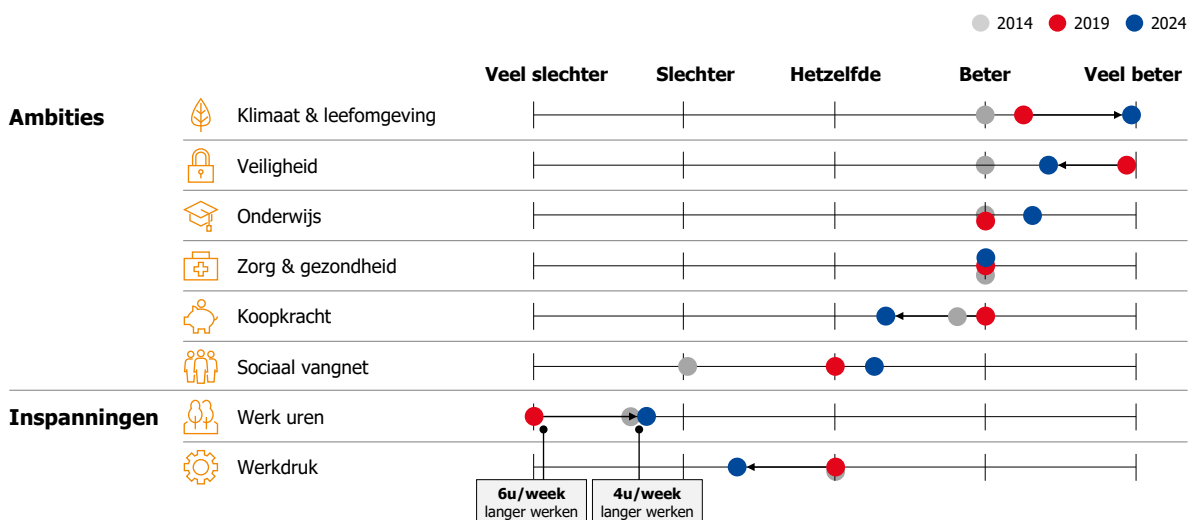 2014 2019 2024
Veel slechter Slechter Hetzelfde Beter Veel beter
Ambities
Klimaat & leefomgeving
Veiligheid
Onderwijs
Zorg & gezondheid
Koopkracht
Sociaal vangnet
Inspanningen
Werk uren
Werkdruk
6u/week
langer werken
4u/week
langer werken